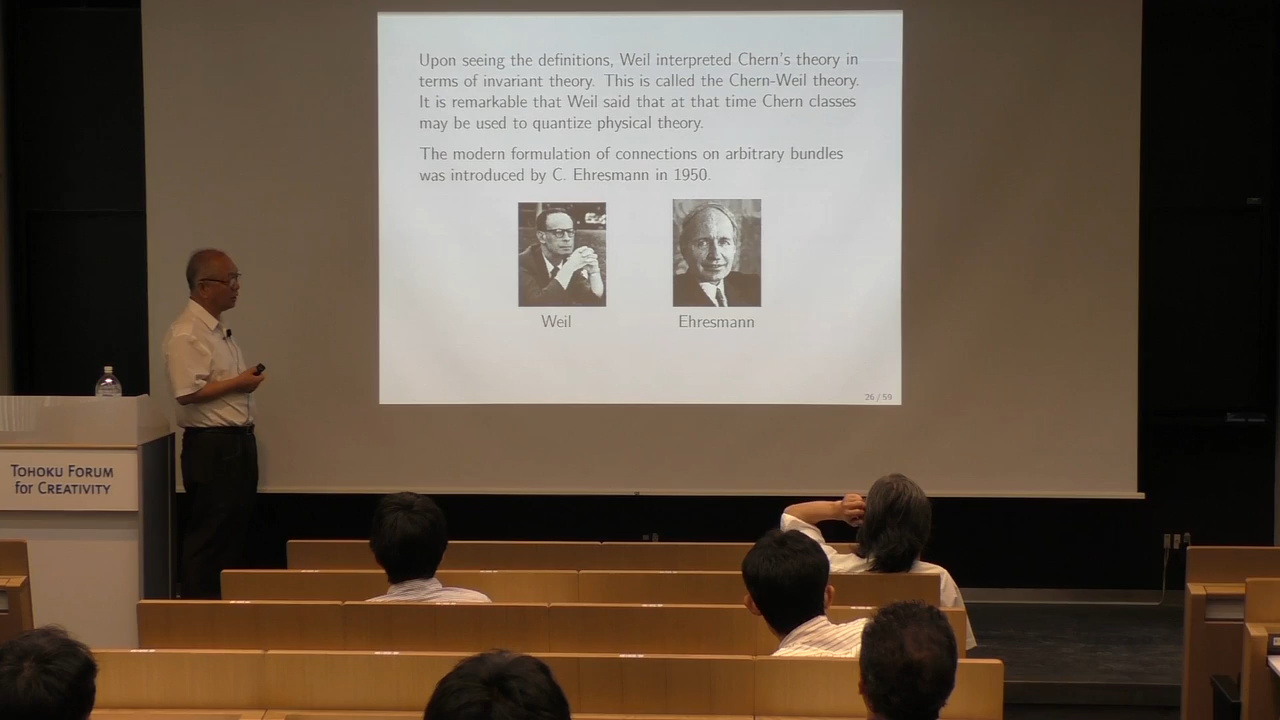 Upon seeing the definitions, Weil interpreted Chern's theory in
terms of invariant theory. This is called the Chern-Weil theory.
It is remarkable that Weil said that at that time Chern classes
may be used to quantize physical theory.
The modern formulation of connections on arbitrary bundles
was introduced by C. Ehresmann in 1950.
Weil
Ehresmann
26 / 59
TOHOKU FORUM
for CREATIVITY